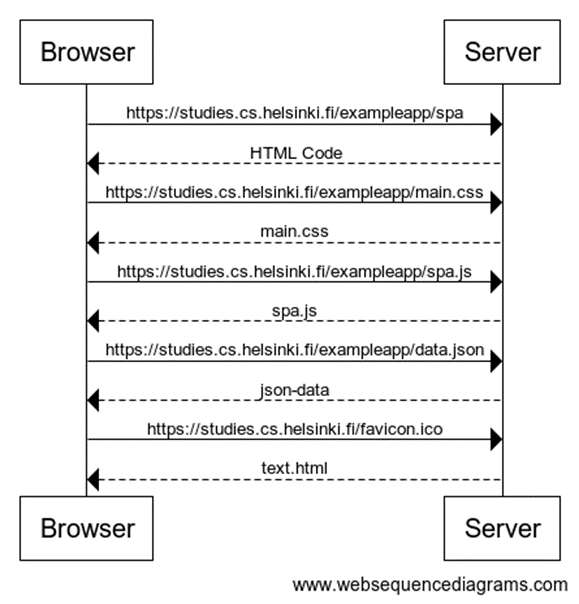 Browser Server
https://studies.cs.helsinki.fi/exampleapp/spa
HTML Code
https://studies.cs.helsinki.fi/exampleapp/main.css
main.css
https://studies.cs.helsinki.fi/exampleapp/spa.js
spa.js
https://studies.cs.helsinki.fi/exampleapp/data.json
json-data
https://studies.cs.helsinki.fi/favicon.ico
text.html
Browser Server
www.websequencediagrams.com